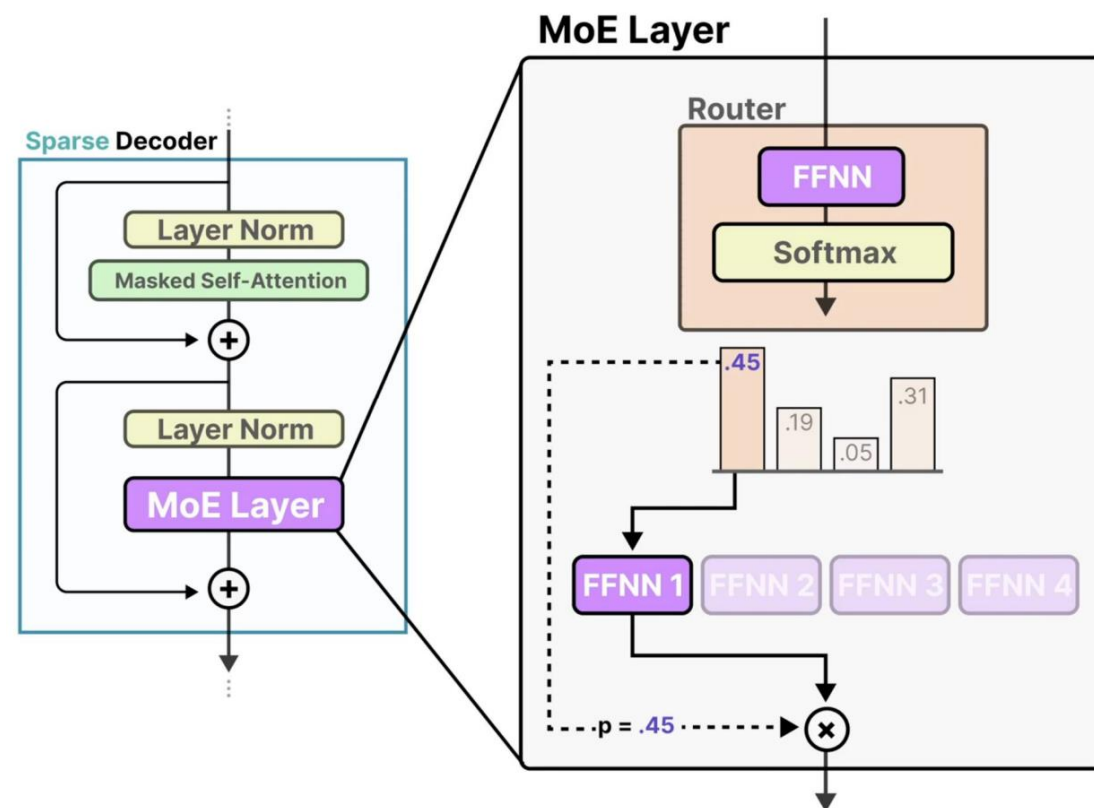 MoE Layer
Sparse Decoder
Layer Norm
Masked Self-Attention
+
Layer Norm
MoE Layer
+
Router
FFNN
Softmax
.45
.19
.05
.31
FFNN 1
FFNN 2
FFNN 3
FFNN 4
p = .45
×